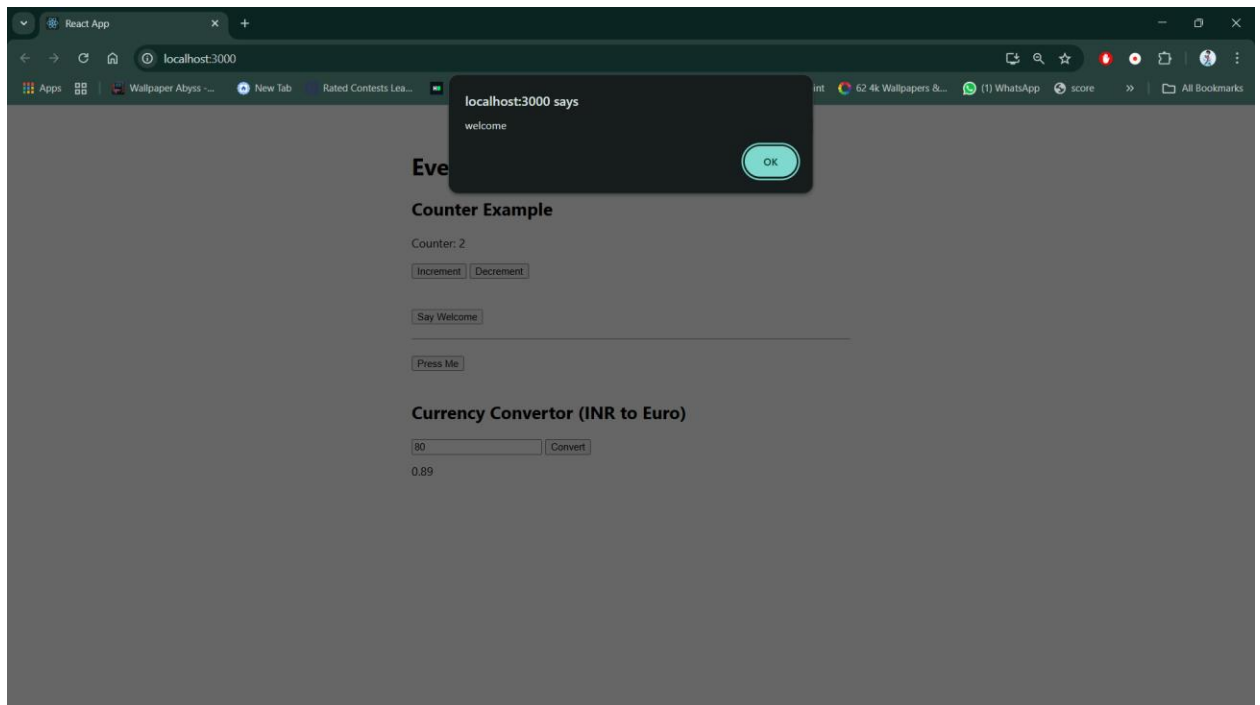 React App
localhost:3000
Apps Wallpaper Abyss -... New Tab Rated Contests Lea... int 62 4k Wallpapers &... (1) WhatsApp score » All Bookmarks
localhost:3000 says
welcome
OK
Eve
Counter Example
Counter: 2
Increment Decrement
Say Welcome
Press Me
Currency Convertor (INR to Euro)
80 Convert
0.89